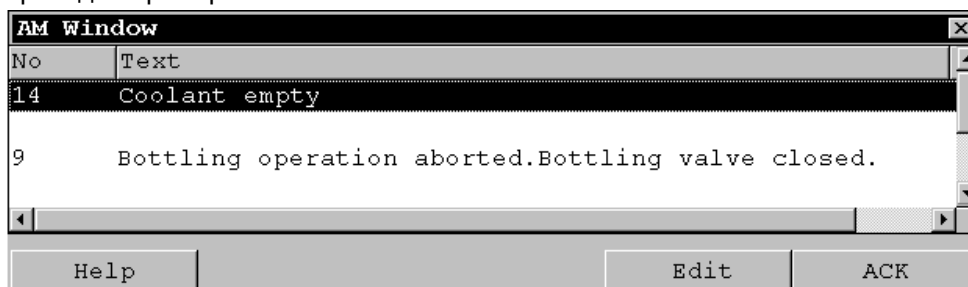 AM Window
No Text
14 Coolant empty
9 Bottling operation aborted.Bottling valve closed.
Help Edit ACK